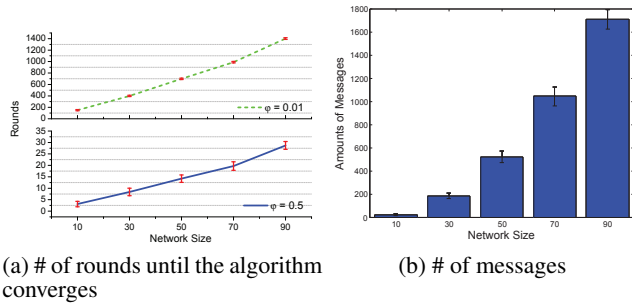 1400
1200
1000
800
600
400
200
0
φ = 0.01
Rounds
35
30
25
20
15
10
5
0
φ = 0.5
10 30 50 70 90
Network Size
(a) # of rounds until the algorithm
converges
1800
1600
1400
1200
1000
800
600
400
200
0
Amounts of Messages
10 30 50 70 90
Network Size
(b) # of messages